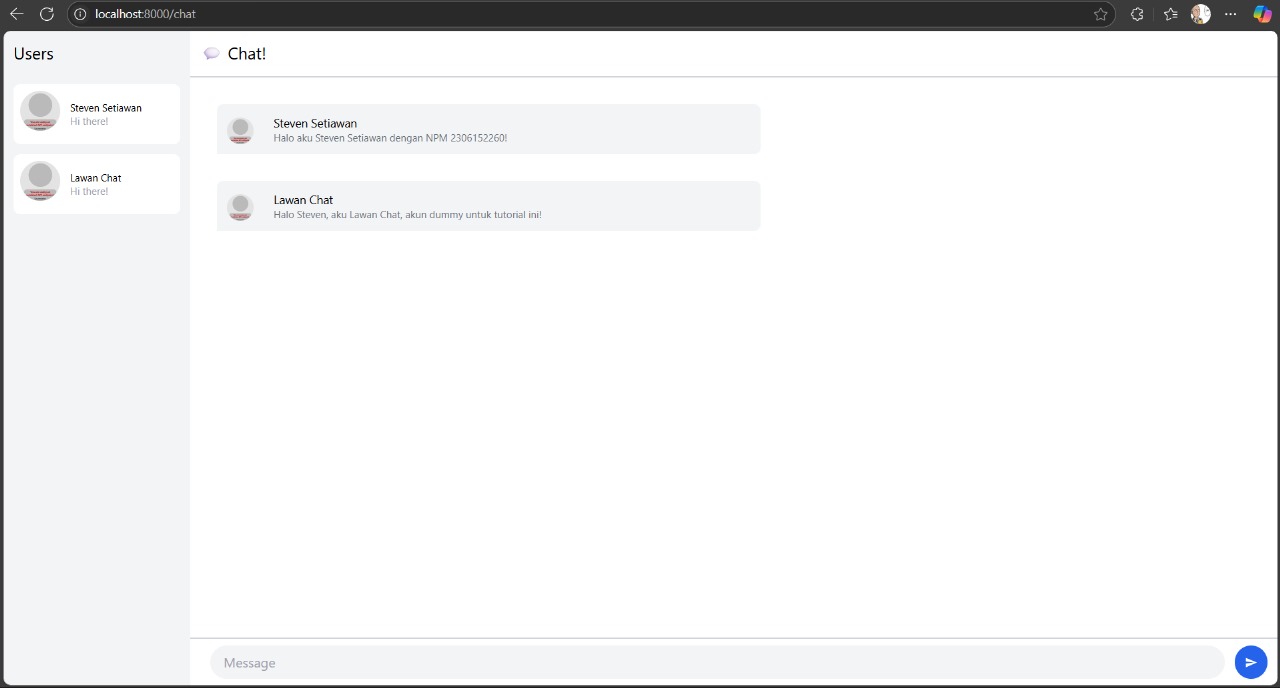 localhost:8000/chat
Users
Steven Setiawan
Hi there!
Lawan Chat
Hi there!
Chat!
Steven Setiawan
Halo aku Steven Setiawan dengan NPM 2306152260!
Lawan Chat
Halo Steven, aku Lawan Chat, akun dummy untuk tutorial ini!
Message